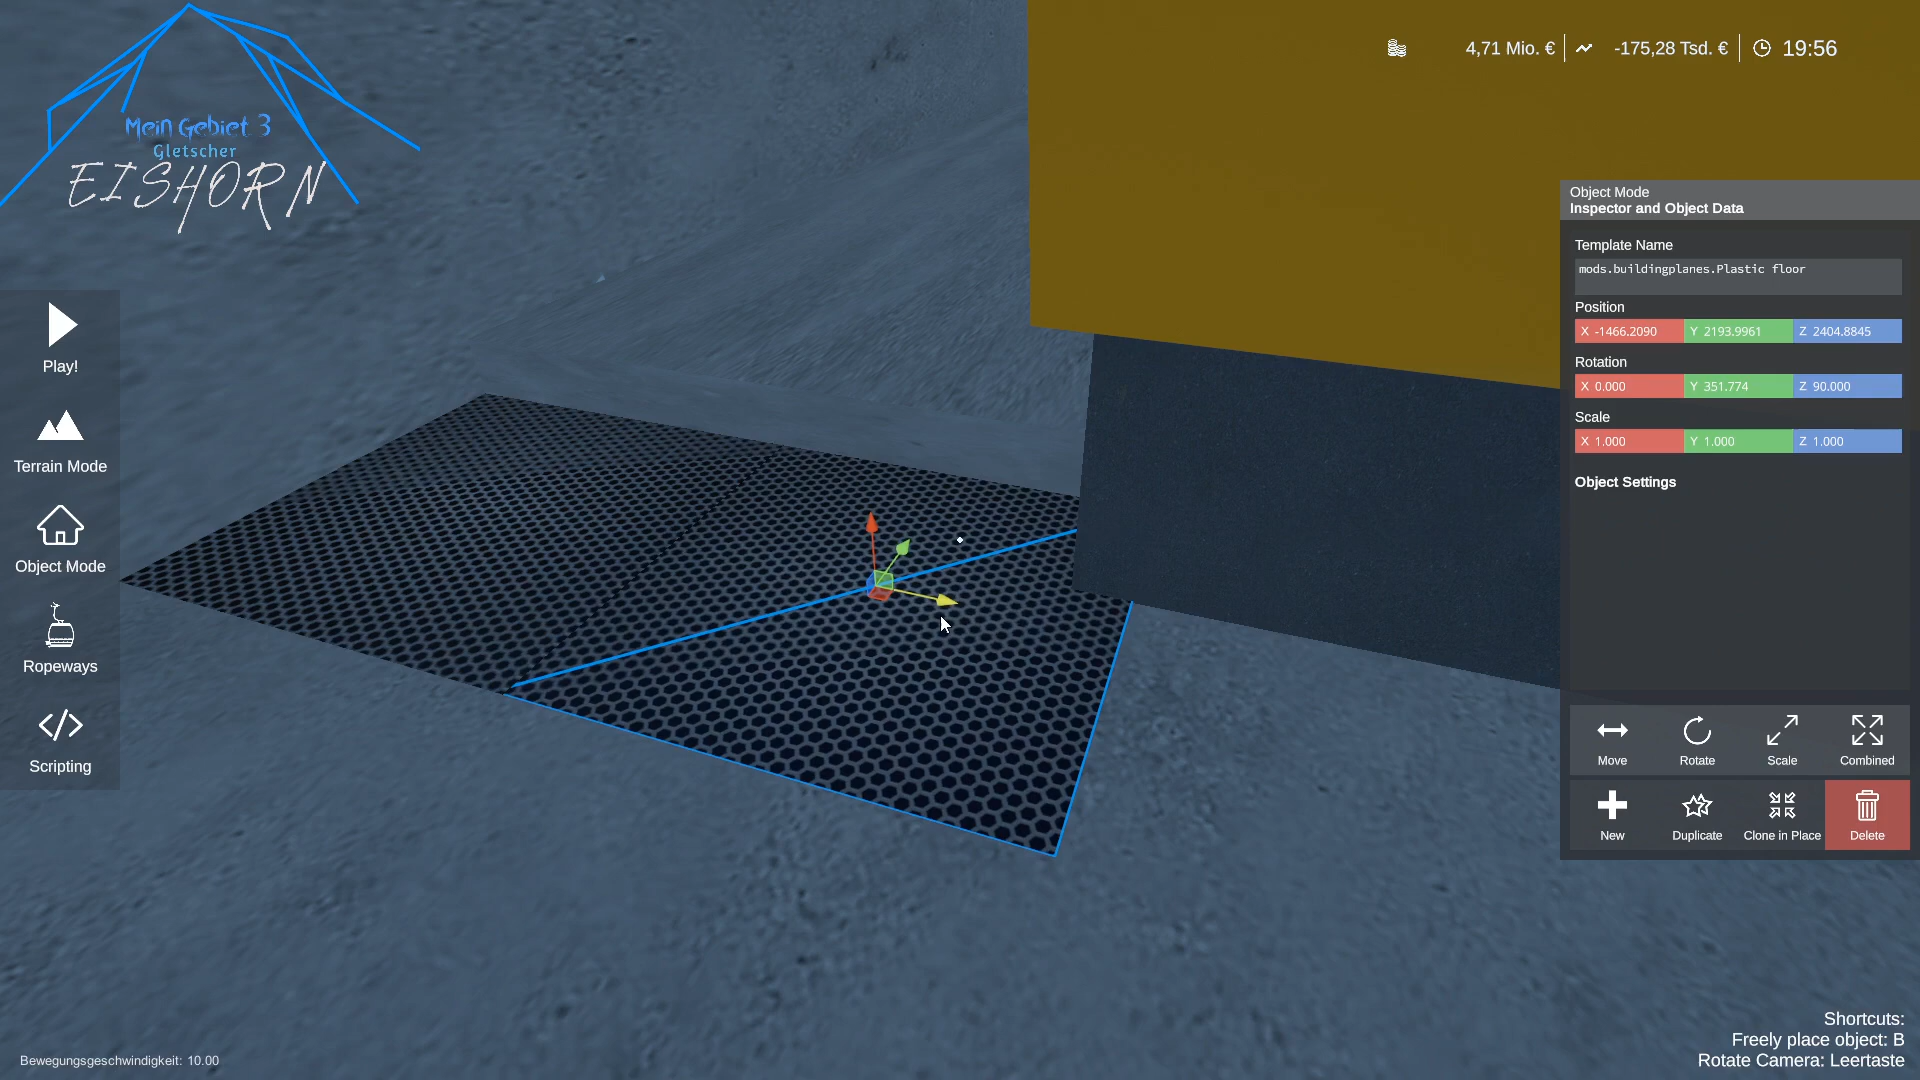 Mein Gebiet 3
Gletscher
EISHORN
4,71 Mio. €
-175,28 Tsd. €
19:56
Play!
Terrain Mode
Object Mode
Ropeways
Scripting
Object Mode
Inspector and Object Data
Template Name
mods.buildingplanes.Plastic floor
Position
X -1466.2090 Y 2193.9961 Z 2404.8845
Rotation
X 0.000 Y 351.774 Z 90.000
Scale
X 1.000 Y 1.000 Z 1.000
Object Settings
Move Rotate Scale Combined
New Duplicate Clone in Place Delete
Shortcuts:
Freely place object: B
Rotate Camera: Leertaste
Bewegungsgeschwindigkeit: 10.00